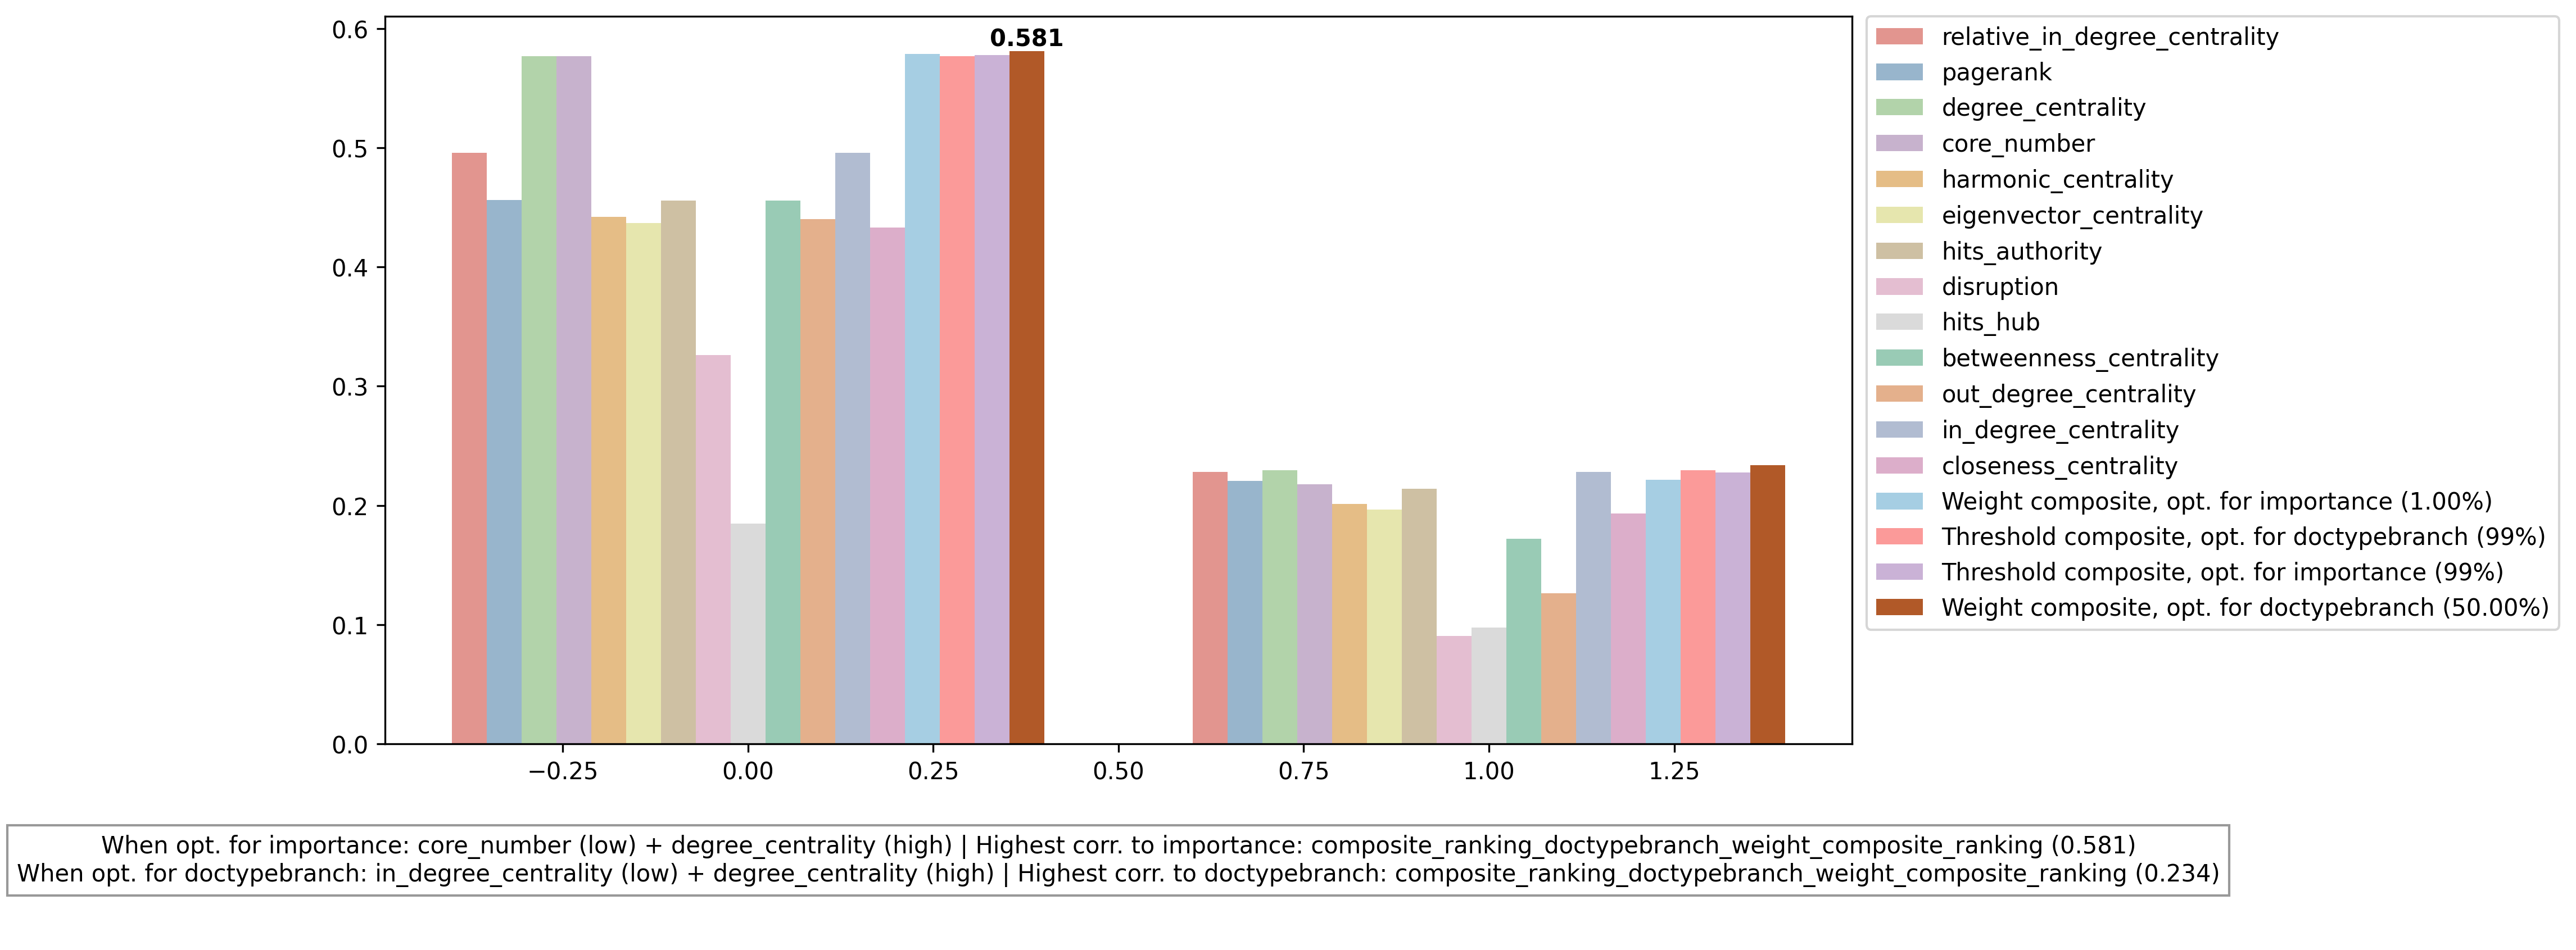 0.6
0.5
0.4
0.3
0.2
0.1
0.0
0.581
−0.25
0.00
0.25
0.50
0.75
1.00
1.25
relative_in_degree_centrality
pagerank
degree_centrality
core_number
harmonic_centrality
eigenvector_centrality
hits_authority
disruption
hits_hub
betweenness_centrality
out_degree_centrality
in_degree_centrality
closeness_centrality
Weight composite, opt. for importance (1.00%)
Threshold composite, opt. for doctypebranch (99%)
Threshold composite, opt. for importance (99%)
Weight composite, opt. for doctypebranch (50.00%)
When opt. for importance: core_number (low) + degree_centrality (high) | Highest corr. to importance: composite_ranking_doctypebranch_weight_composite_ranking (0.581)
When opt. for doctypebranch: in_degree_centrality (low) + degree_centrality (high) | Highest corr. to doctypebranch: composite_ranking_doctypebranch_weight_composite_ranking (0.234)